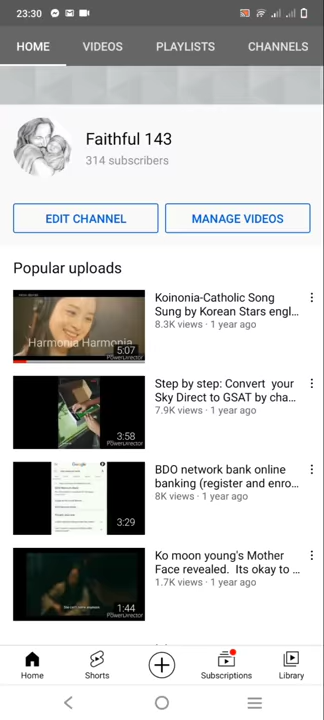 23:30
HOME VIDEOS PLAYLISTS CHANNELS
Faithful 143
314 subscribers
EDIT CHANNEL MANAGE VIDEOS
Popular uploads
Harmonia Harmonia
5:07
PowerDirector
Koinonia-Catholic Song
Sung by Korean Stars engl...
8.3K views · 1 year ago
3:58
PowerDirector
Step by step: Convert your
Sky Direct to GSAT by cha...
7.9K views · 1 year ago
Google
3:29
BDO network bank online
banking (register and enro...
8K views · 1 year ago
1:44
PowerDirector
Ko moon young's Mother
Face revealed. Its okay to ...
1.7K views · 1 year ago
Home Shorts Subscriptions Library